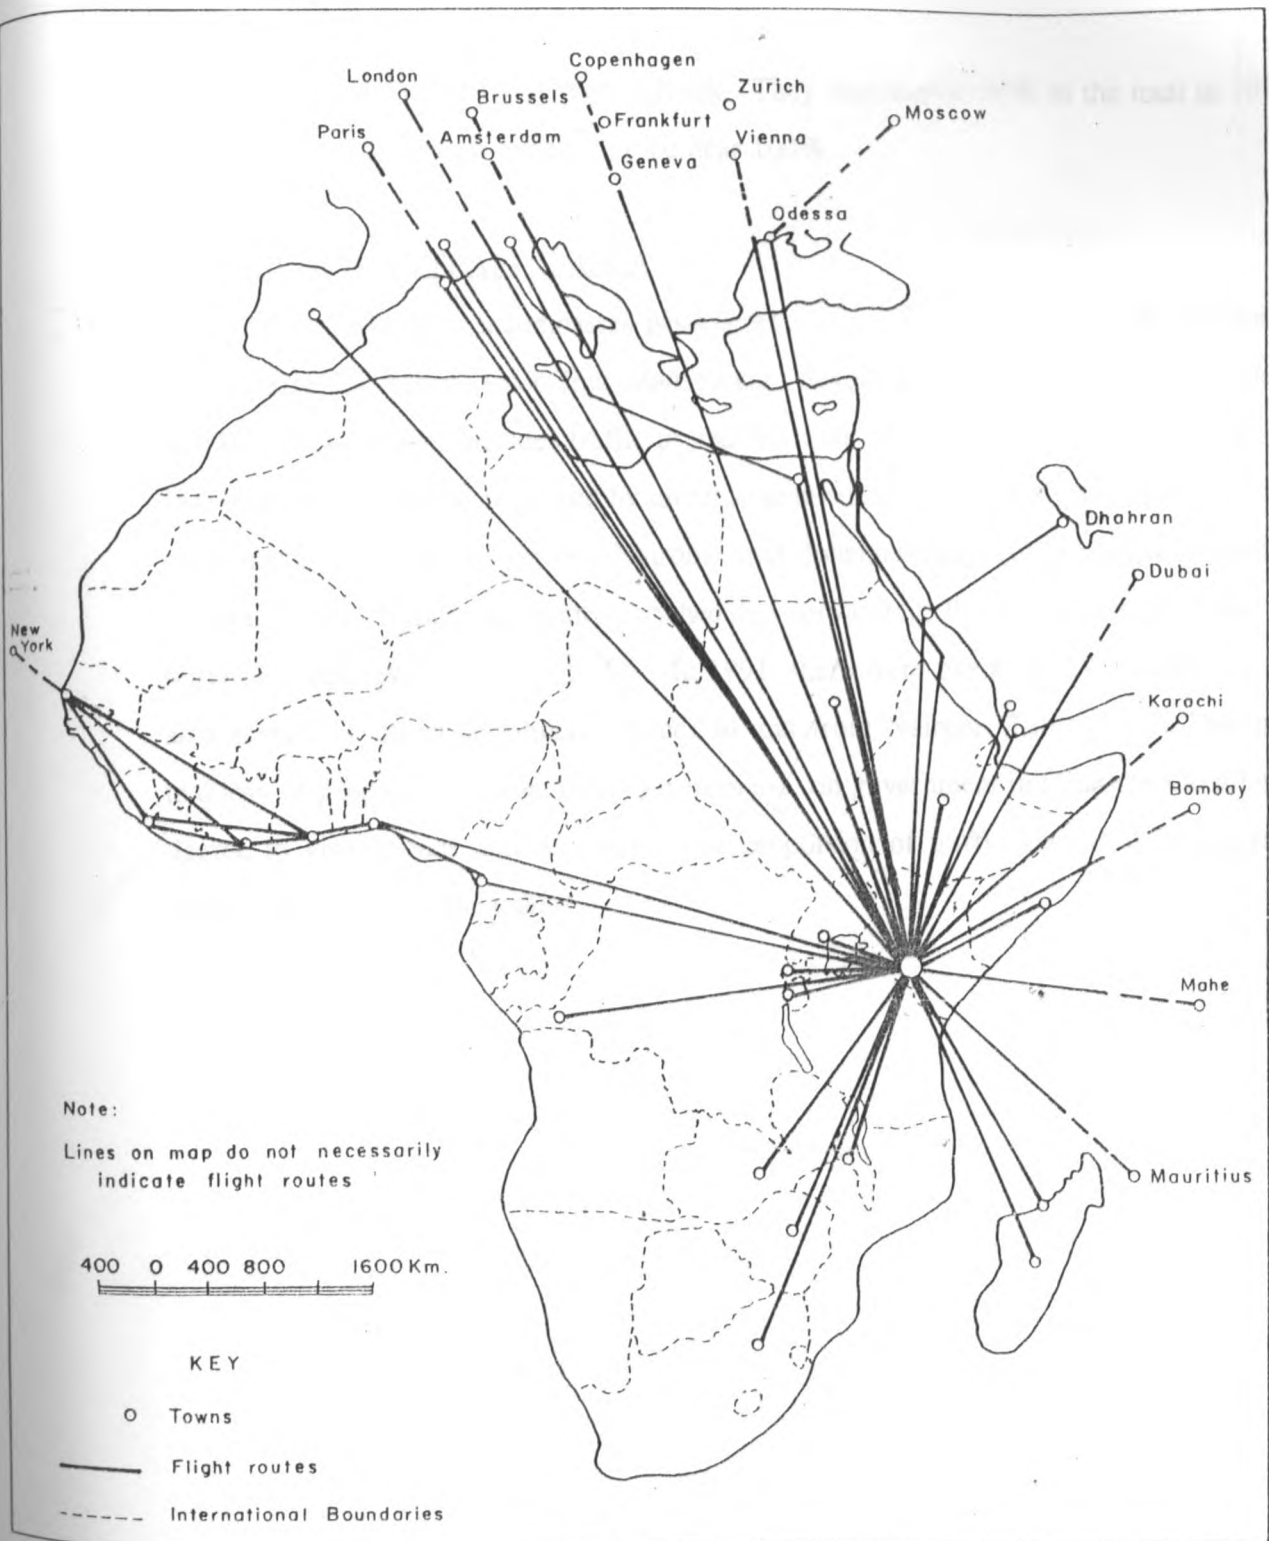 Copenhagen
London
Zurich
Brussels
Frankfurt
Moscow
Paris
Amsterdam
Vienna
Geneva
Odessa
Dhahran
Dubai
New
York
Karachi
Bombay
Mahe
Mauritius
Note:
Lines on map do not necessarily
indicate flight routes
400 0 400 800 1600 Km.
KEY
Towns
Flight routes
International Boundaries